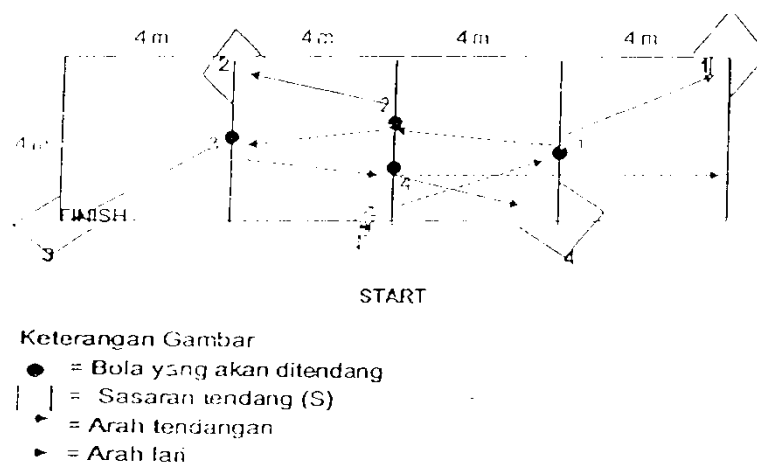 4 m 4 m 4 m 4 m
2 1
2
3 1
4 m
4
FINISH
3 4
START
Keterangan Gambar
= Bola yang akan ditendang
= Sasaran tendang (S)
= Arah tendangan
= Arah lari